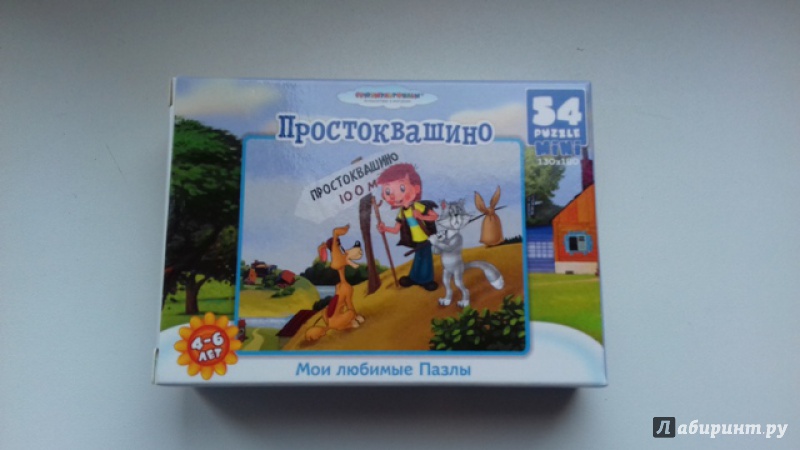 Простоквашино
54
PUZZLE
MiNi
ПРОСТОКВАШИНО
100 м
4-6
ЛЕТ
Мои любимые Пазлы
Лабиринт.ру